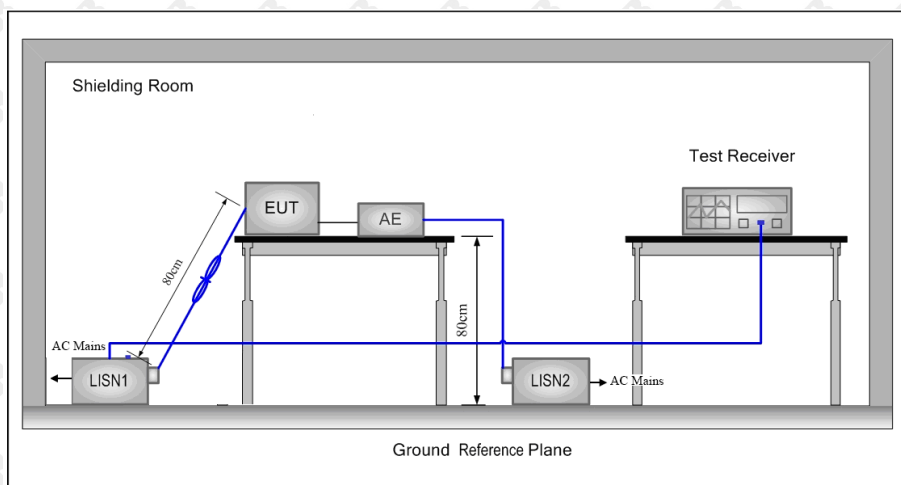 Shielding Room
Test Receiver
EUT
AE
80cm
80cm
AC Mains
LISN1
LISN2
AC Mains
Ground Reference Plane